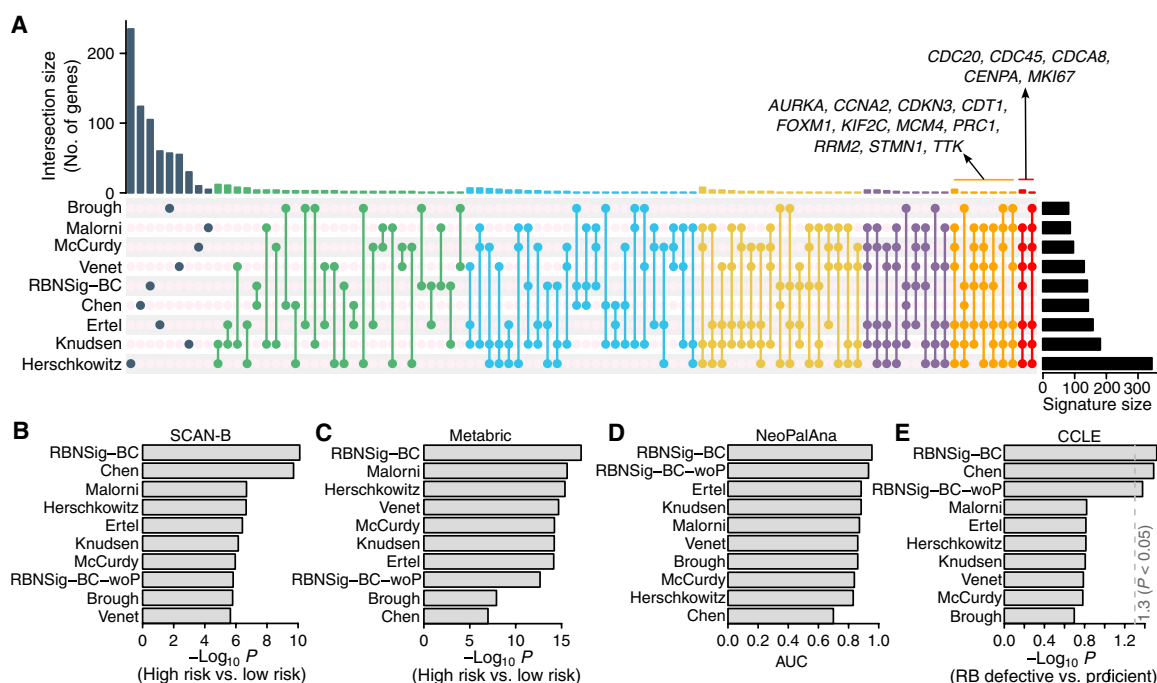 A
Intersection size
(No. of genes)
200
100
0
CDC20, CDC45, CDCA8,
CENPA, MKI67
AURKA, CCNA2, CDKN3, CDT1,
FOXM1, KIF2C, MCM4, PRC1,
RRM2, STMN1, TTK
Brough
Malorni
McCurdy
Venet
RBNSig–BC
Chen
Ertel
Knudsen
Herschkowitz
0 100 200 300
Signature size
B
SCAN-B
RBNSig–BC
Chen
Malorni
Herschkowitz
Ertel
Knudsen
McCurdy
RBNSig–BC–woP
Brough
Venet
0 2 4 6 8 10
–Log10 P
(High risk vs. low risk)
C
Metabric
RBNSig–BC
Malorni
Herschkowitz
Venet
McCurdy
Knudsen
Ertel
RBNSig–BC–woP
Brough
Chen
0 5 10 15
–Log10 P
(High risk vs. low risk)
D
NeoPalAna
RBNSig–BC
RBNSig–BC–woP
Ertel
Knudsen
Malorni
Venet
Brough
McCurdy
Herschkowitz
Chen
0.0 0.2 0.4 0.6 0.8 1.0
AUC
E
CCLE
RBNSig–BC
Chen
RBNSig–BC–woP
Malorni
Ertel
Herschkowitz
Knudsen
Venet
McCurdy
Brough
1.3 (P < 0.05)
0.0 0.4 0.8 1.2
–Log10 P
(RB defective vs. prdicient)